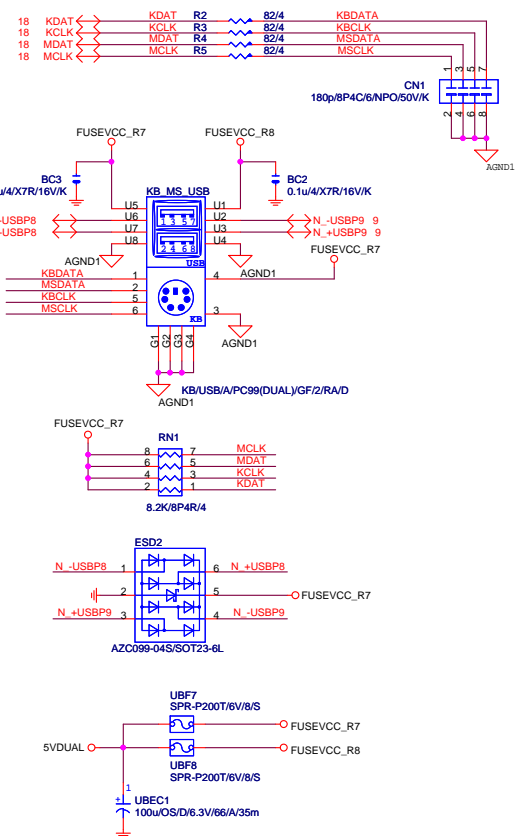 18 KDAT KDAT R2 82/4 KBDATA
18 KCLK KCLK R3 82/4 KBCLK
18 MDAT MDAT R4 82/4 MSDATA
18 MCLK MCLK R5 82/4 MSCLK
1 3 5 7
CN1
180p/8P4C/6/NPO/50V/K
2 4 6 8
AGND1
FUSEVCC_R7 FUSEVCC_R8
BC3 BC2
u/4/X7R/16V/K KB_MS_USB 0.1u/4/X7R/16V/K
U5 U1
-USBP8 U6 1 3 5 7 U2 N_-USBP9 9
-USBP8 U7 U3 N_+USBP9 9
U8 2 4 6 8 U4
FUSEVCC_R7
AGND1 USB AGND1
KBDATA 1 4
MSDATA 2
KBCLK 5
MSCLK 6 KB 3
G1 G2 G3 G4
AGND1
KB/USB/A/PC99(DUAL)/GF/2/RA/D
AGND1
FUSEVCC_R7
RN1
8 7 MCLK
6 5 MDAT
4 3 KCLK
2 1 KDAT
8.2K/8P4R/4
ESD2
N_-USBP8 1 6 N_+USBP8
2 5 FUSEVCC_R7
N_+USBP9 3 4 N_-USBP9
AZC099-04S/SOT23-6L
UBF7
SPR-P200T/6V/8/S
FUSEVCC_R7
5VDUAL FUSEVCC_R8
UBF8
SPR-P200T/6V/8/S
1
+ UBEC1
100u/OS/D/6.3V/66/A/35m